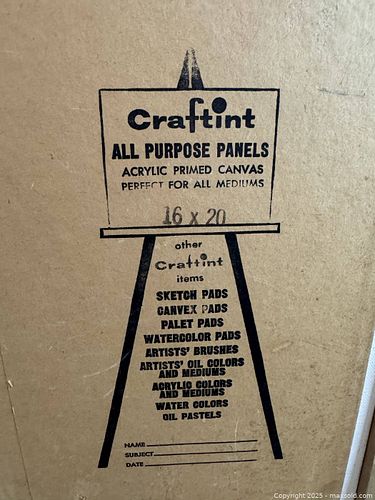 Craftint
ALL PURPOSE PANELS
ACRYLIC PRIMED CANVAS
PERFECT FOR ALL MEDIUMS
16 x 20
other
Craftint
items
SKETCH PADS
CANVEX PADS
PALET PADS
WATERCOLOR PADS
ARTISTS' BRUSHES
ARTISTS' OIL COLORS
AND MEDIUMS
ACRYLIC COLORS
AND MEDIUMS
WATER COLORS
OIL PASTELS
NAME
SUBJECT
DATE
Copyright © 2025 - maxsold.com